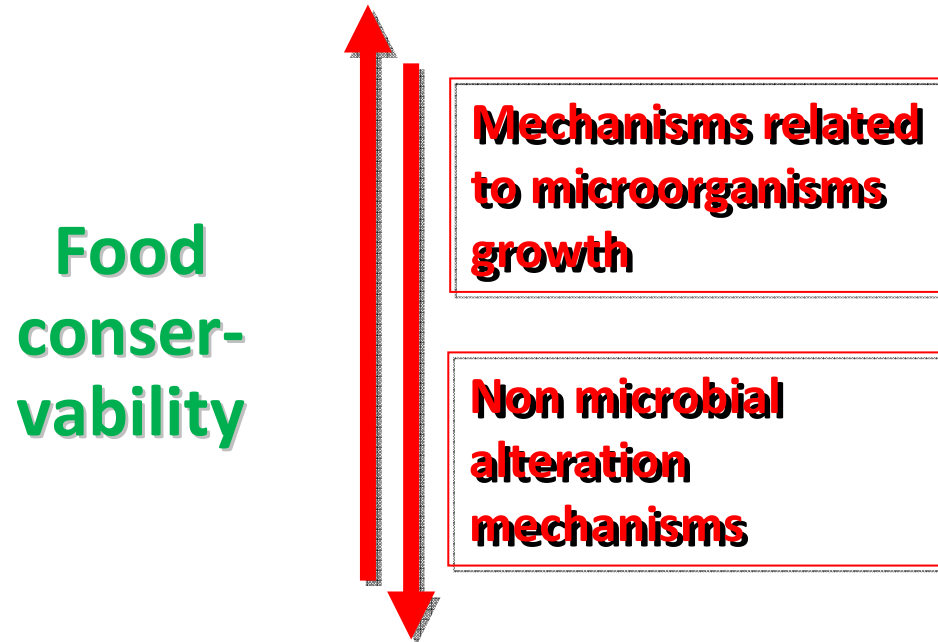 Food
conser-
vability
Mechanisms related
to microorganisms
growth
Non microbial
alteration
mechanisms